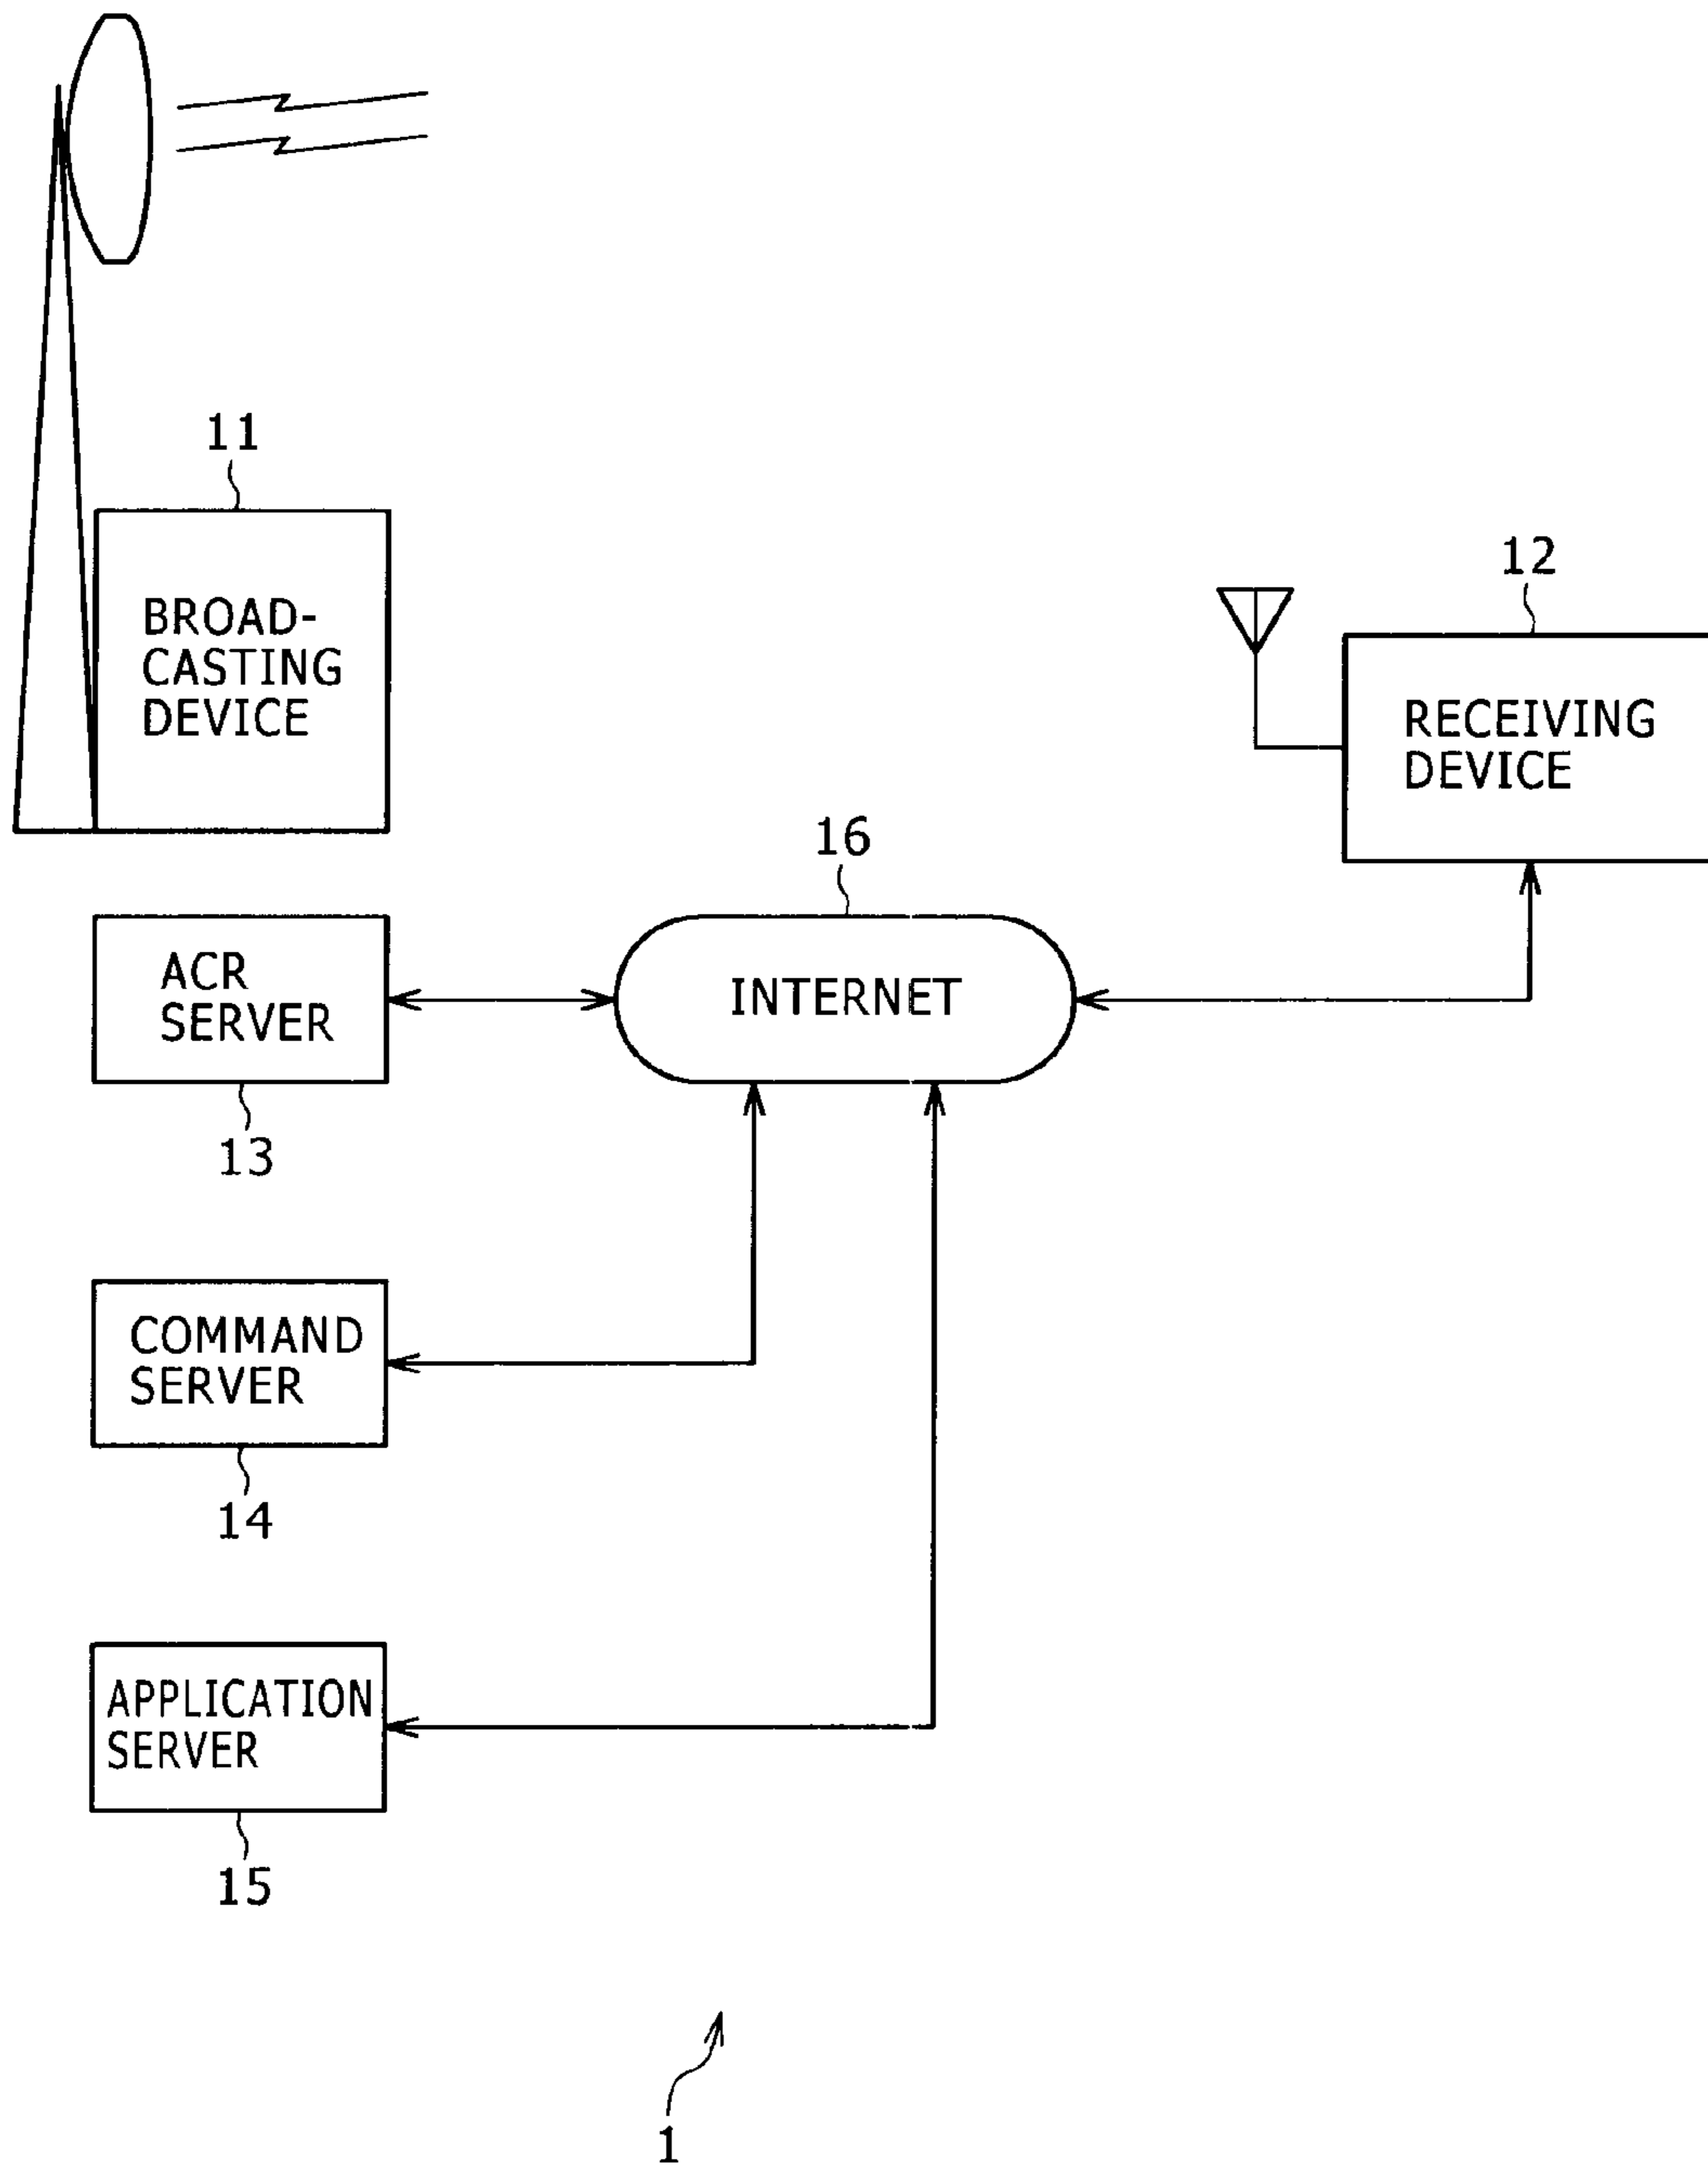 11
BROAD-
CASTING
DEVICE
12
RECEIVING
DEVICE
16
INTERNET
ACR
SERVER
13
COMMAND
SERVER
14
APPLICATION
SERVER
15
1